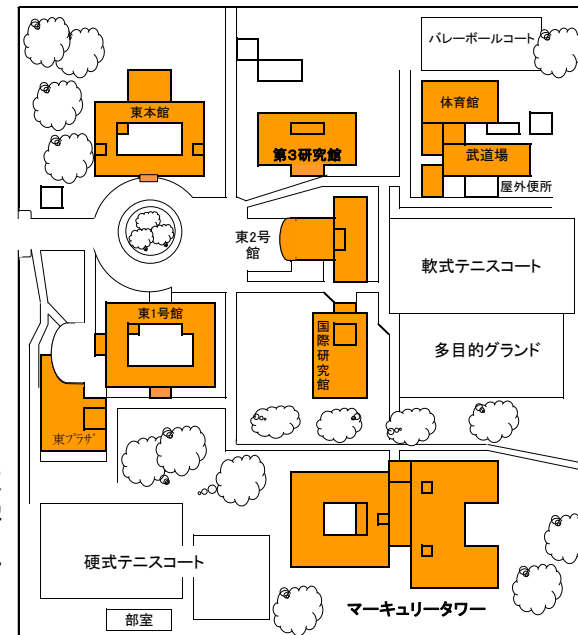 バレーボールコート
体育館
東本館
第3研究館
武道場
屋外便所
東2号
館
軟式テニスコート
東1号館
国際研究館
多目的グランド
東プラザ
硬式テニスコート
マーキュリータワー
部室